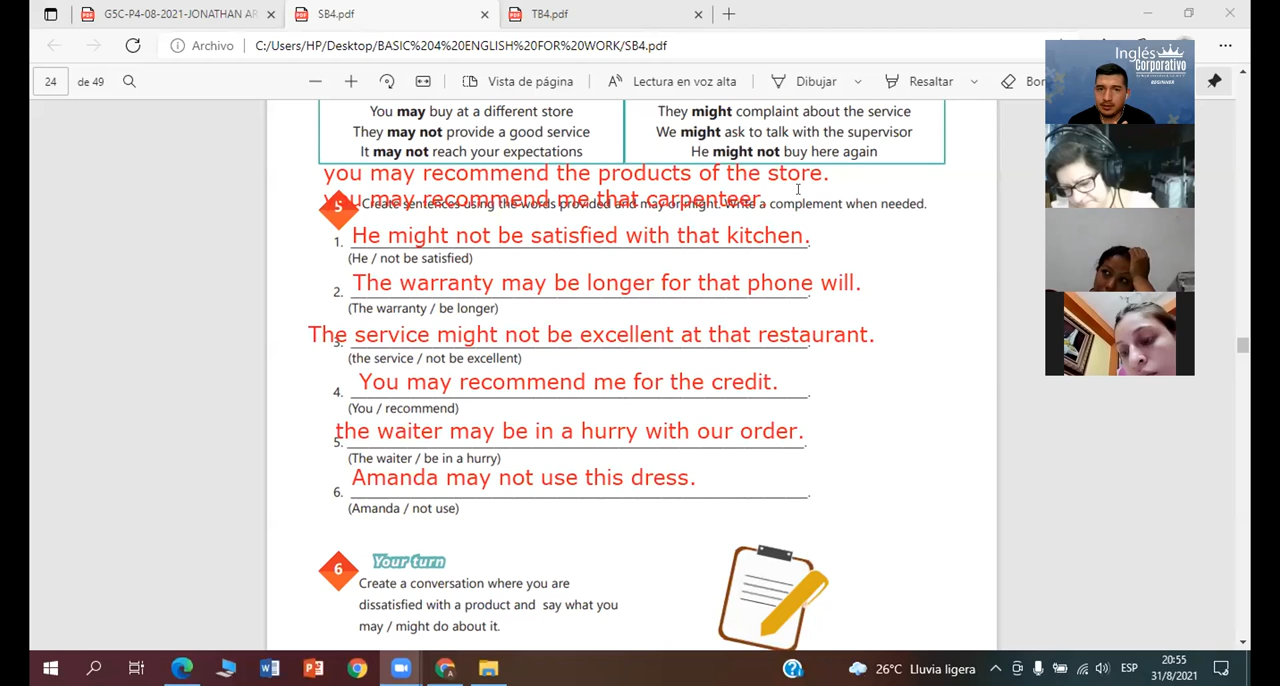 G5C-P4-08-2021-JONATHAN AR
SB4.pdf
TB4.pdf
Archivo
C:/Users/HP/Desktop/BASIC%204%20ENGLISH%20FOR%20WORK/SB4.pdf
24 de 49
Vista de página
Lectura en voz alta
Dibujar
Resaltar
Bor
Inglés
Corporativo
BEGINNER
You may buy at a different store
They might complaint about the service
They may not provide a good service
We might ask to talk with the supervisor
It may not reach your expectations
He might not buy here again
you may recommend the products of the store.
you may recommend me that carpenteer.
5 Create sentences using the words provided and may or might. Write a complement when needed.
1. He might not be satisfied with that kitchen.
(He / not be satisfied)
2. The warranty may be longer for that phone will.
(The warranty / be longer)
3. The service might not be excellent at that restaurant.
(the service / not be excellent)
4. You may recommend me for the credit.
(You / recommend)
5. the waiter may be in a hurry with our order.
(The waiter / be in a hurry)
6. Amanda may not use this dress.
(Amanda / not use)
6 Your turn
Create a conversation where you are
dissatisfied with a product and say what you
may / might do about it.
26°C Lluvia ligera
ESP
20:55
31/8/2021